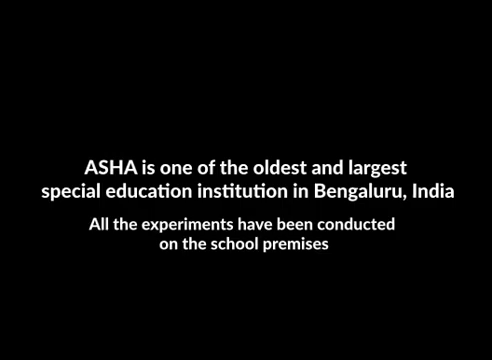 ASHA is one of the oldest and largest
special education institution in Bengaluru, India
All the experiments have been conducted
on the school premises